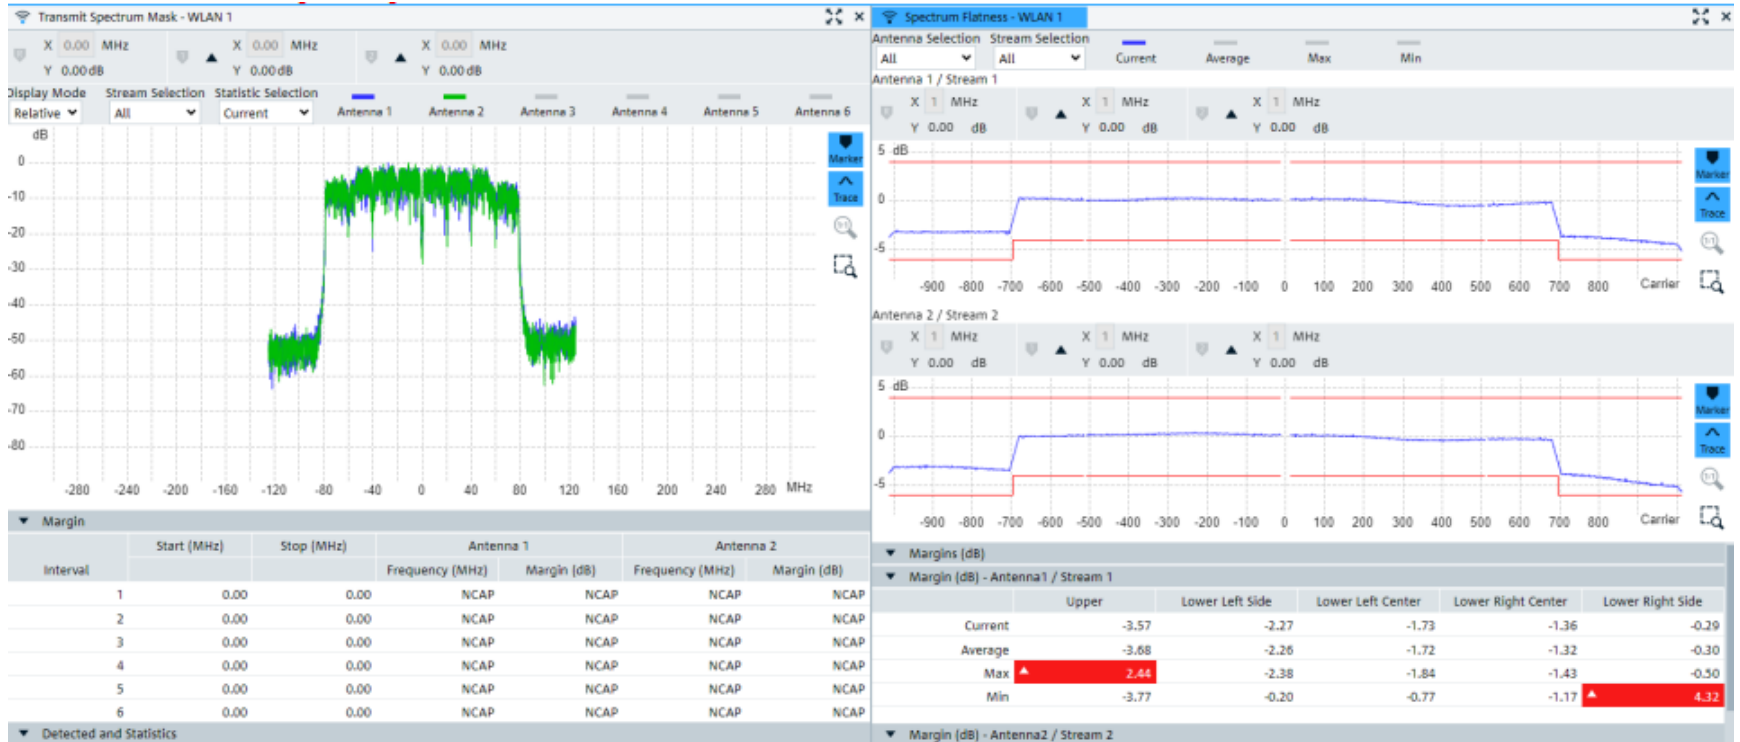 Transmit Spectrum Mask - WLAN 1
X 0.00 MHz X 0.00 MHz X 0.00 MHz
Y 0.00 dB Y 0.00 dB Y 0.00 dB
Display Mode Stream Selection Statistic Selection
Relative All Current Antenna 1 Antenna 2 Antenna 3 Antenna 4 Antenna 5 Antenna 6
dB
0
-10
-20
-30
-40
-50
-60
-70
-80
-280 -240 -200 -160 -120 -80 -40 0 40 80 120 160 200 240 280 MHz
Marker
Trace
1:1
Margin
Start (MHz) Stop (MHz) Antenna 1 Antenna 2
Interval Frequency (MHz) Margin (dB) Frequency (MHz) Margin (dB)
1 0.00 0.00 NCAP NCAP NCAP NCAP
2 0.00 0.00 NCAP NCAP NCAP NCAP
3 0.00 0.00 NCAP NCAP NCAP NCAP
4 0.00 0.00 NCAP NCAP NCAP NCAP
5 0.00 0.00 NCAP NCAP NCAP NCAP
6 0.00 0.00 NCAP NCAP NCAP NCAP
Detected and Statistics
Spectrum Flatness - WLAN 1
Antenna Selection Stream Selection
All All Current Average Max Min
Antenna 1 / Stream 1
X 1 MHz X 1 MHz X 1 MHz
Y 0.00 dB Y 0.00 dB Y 0.00 dB
5 dB
0
-5
-900 -800 -700 -600 -500 -400 -300 -200 -100 0 100 200 300 400 500 600 700 800 Carrier
Marker
Trace
1:1
Antenna 2 / Stream 2
X 1 MHz X 1 MHz X 1 MHz
Y 0.00 dB Y 0.00 dB Y 0.00 dB
5 dB
0
-5
-900 -800 -700 -600 -500 -400 -300 -200 -100 0 100 200 300 400 500 600 700 800 Carrier
Marker
Trace
1:1
Margins (dB)
Margin (dB) - Antenna1 / Stream 1
Upper Lower Left Side Lower Left Center Lower Right Center Lower Right Side
Current -3.57 -2.27 -1.73 -1.36 -0.29
Average -3.68 -2.26 -1.72 -1.32 -0.30
Max 2.44 -2.38 -1.84 -1.43 -0.50
Min -3.77 -0.20 -0.77 -1.17 4.32
Margin (dB) - Antenna2 / Stream 2